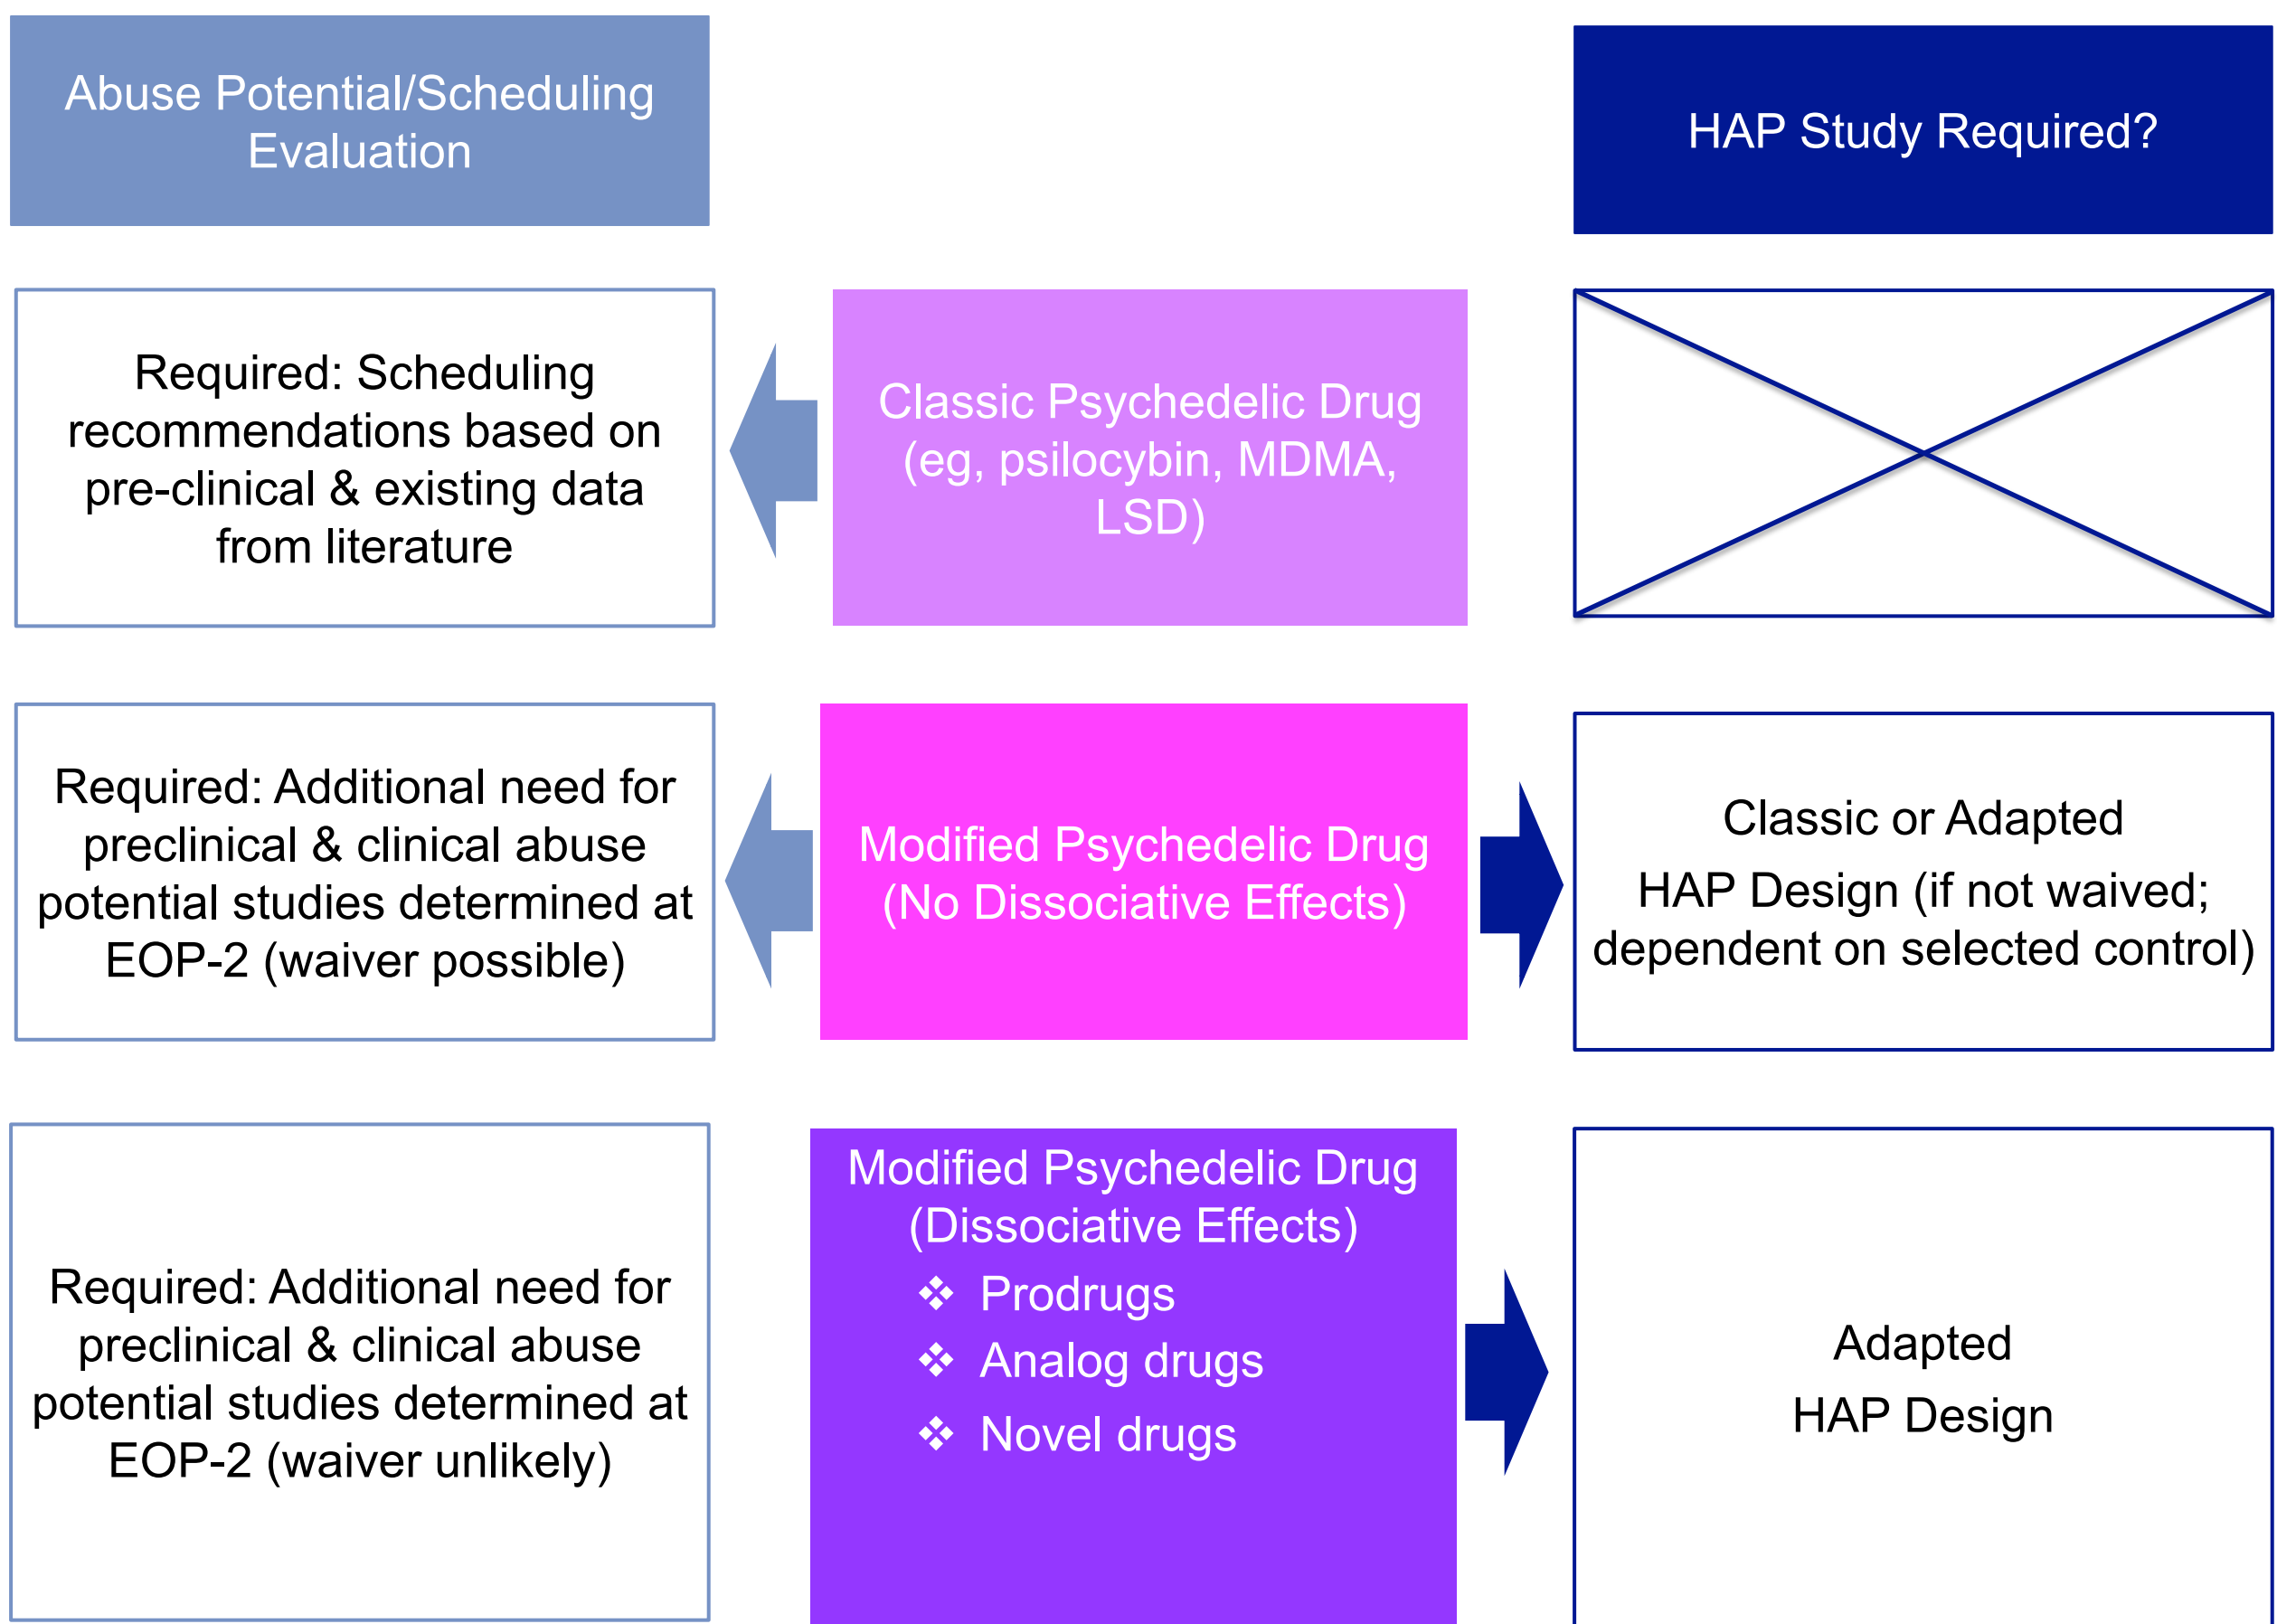 Abuse Potential/Scheduling
Evaluation
HAP Study Required?
Required: Scheduling
recommendations based on
pre-clinical & existing data
from literature
Classic Psychedelic Drug
(eg, psilocybin, MDMA,
LSD)
Required: Additional need for
preclinical & clinical abuse
potential studies determined at
EOP-2 (waiver possible)
Modified Psychedelic Drug
(No Dissociative Effects)
Classic or Adapted
HAP Design (if not waived;
dependent on selected control)
Required: Additional need for
preclinical & clinical abuse
potential studies determined at
EOP-2 (waiver unlikely)
Modified Psychedelic Drug
(Dissociative Effects)
❖ Prodrugs
❖ Analog drugs
❖ Novel drugs
Adapted
HAP Design